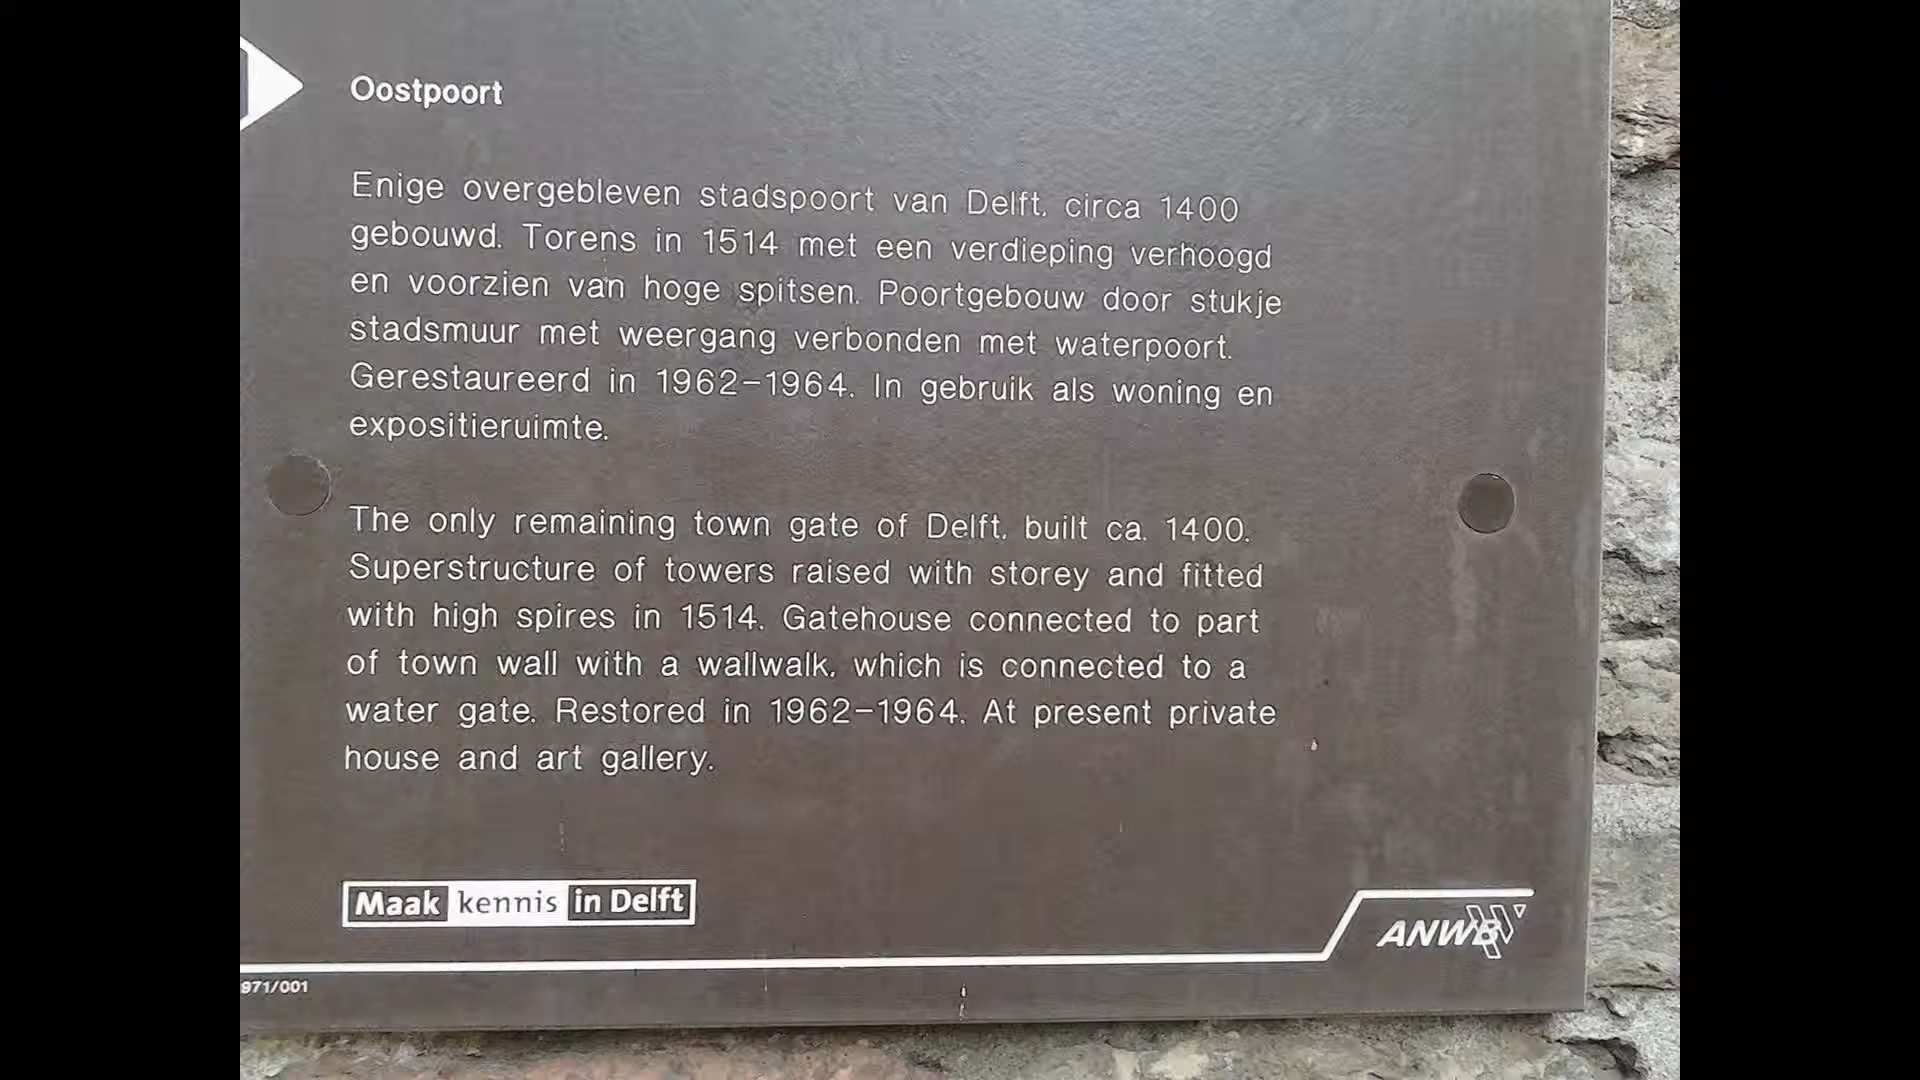 Oostpoort
Enige overgebleven stadspoort van Delft, circa 1400
gebouwd. Torens in 1514 met een verdieping verhoogd
en voorzien van hoge spitsen. Poortgebouw door stukje
stadsmuur met weergang verbonden met waterpoort.
Gerestaureerd in 1962-1964. In gebruik als woning en
expositieruimte.
The only remaining town gate of Delft, built ca. 1400.
Superstructure of towers raised with storey and fitted
with high spires in 1514. Gatehouse connected to part
of town wall with a wallwalk, which is connected to a
water gate. Restored in 1962-1964. At present private
house and art gallery.
Maak kennis in Delft
ANWB
971/001